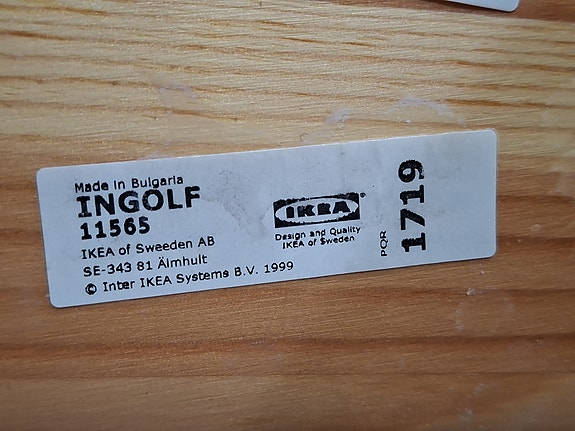 Made in Bulgaria
INGOLF
11565
IKEA of Sweden AB
SE-343 81 Älmhult
© Inter IKEA Systems B.V. 1999
IKEA®
Design and Quality
IKEA of Sweden
PQR
1719